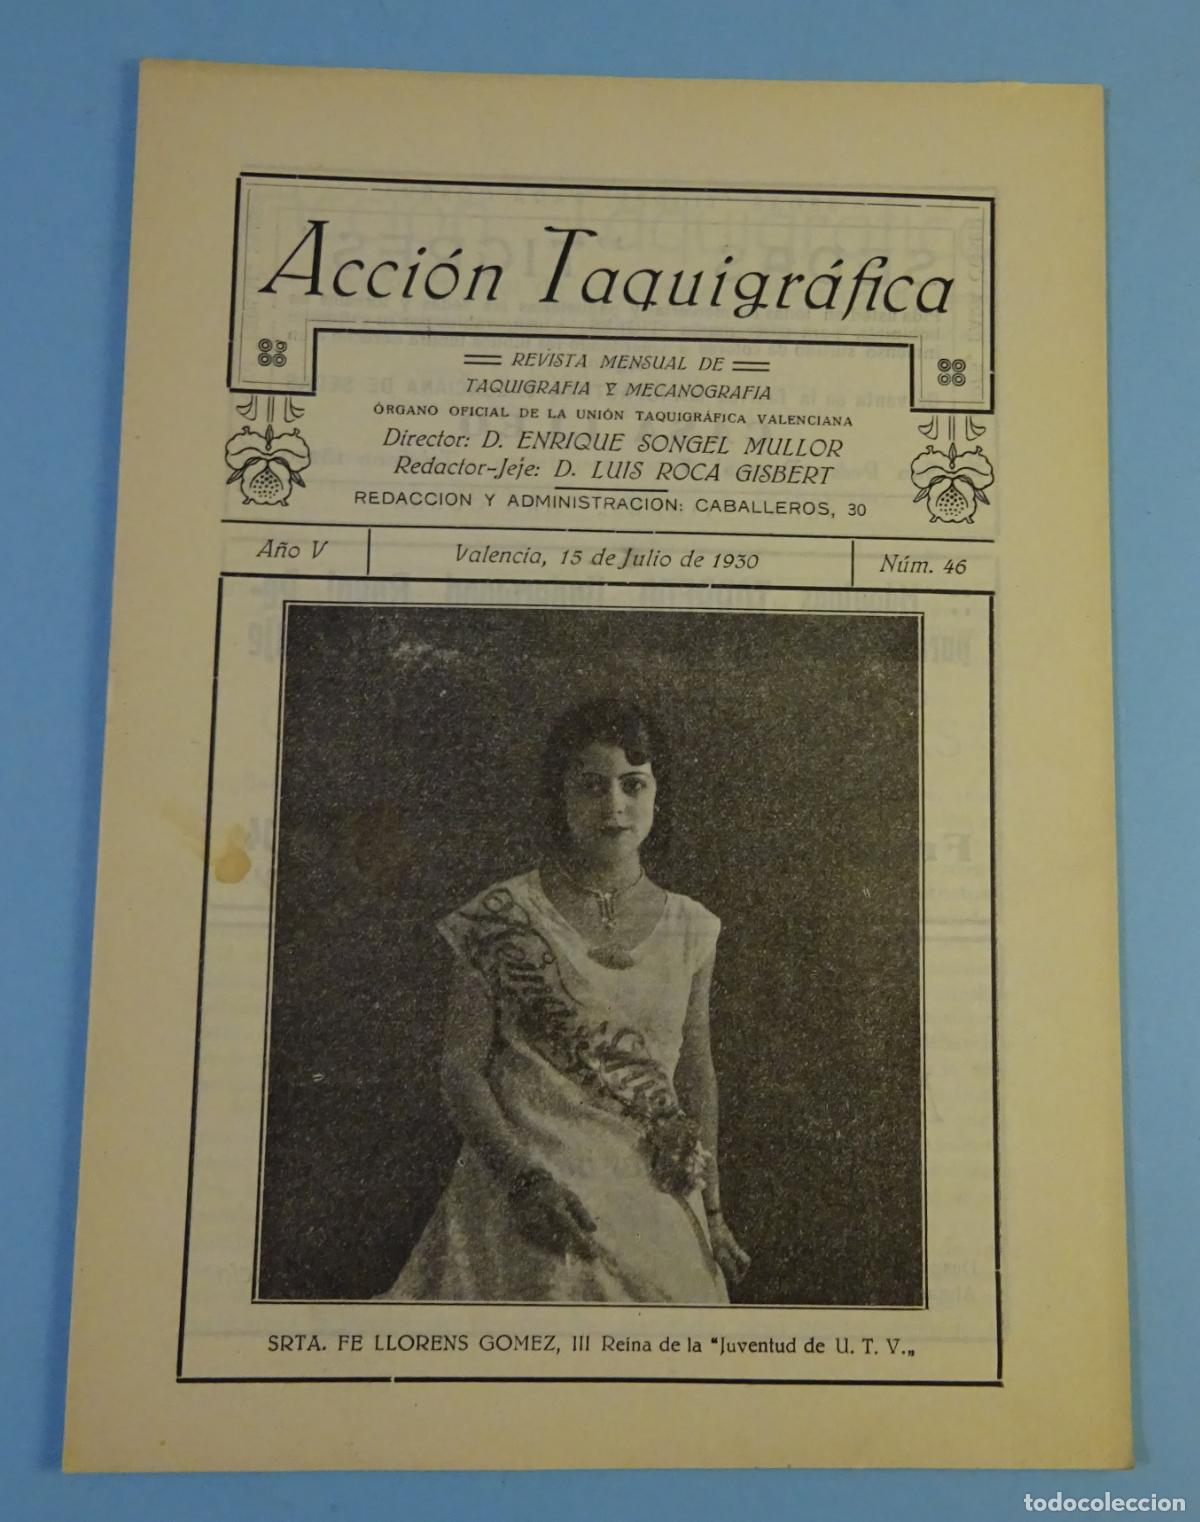 Acción Taquigráfica
REVISTA MENSUAL DE
TAQUIGRAFIA Y MECANOGRAFIA
ÓRGANO OFICIAL DE LA UNIÓN TAQUIGRÁFICA VALENCIANA
Director: D. ENRIQUE SONGEL MULLOR
Redactor-Jeje: D. LUIS ROCA GISBERT
REDACCION Y ADMINISTRACION: CABALLEROS, 30
Año V
Valencia, 15 de Julio de 1930
Núm. 46
Reina
SRTA. FE LLORENS GOMEZ, III Reina de la "Juventud de U. T. V.„
todocoleccion